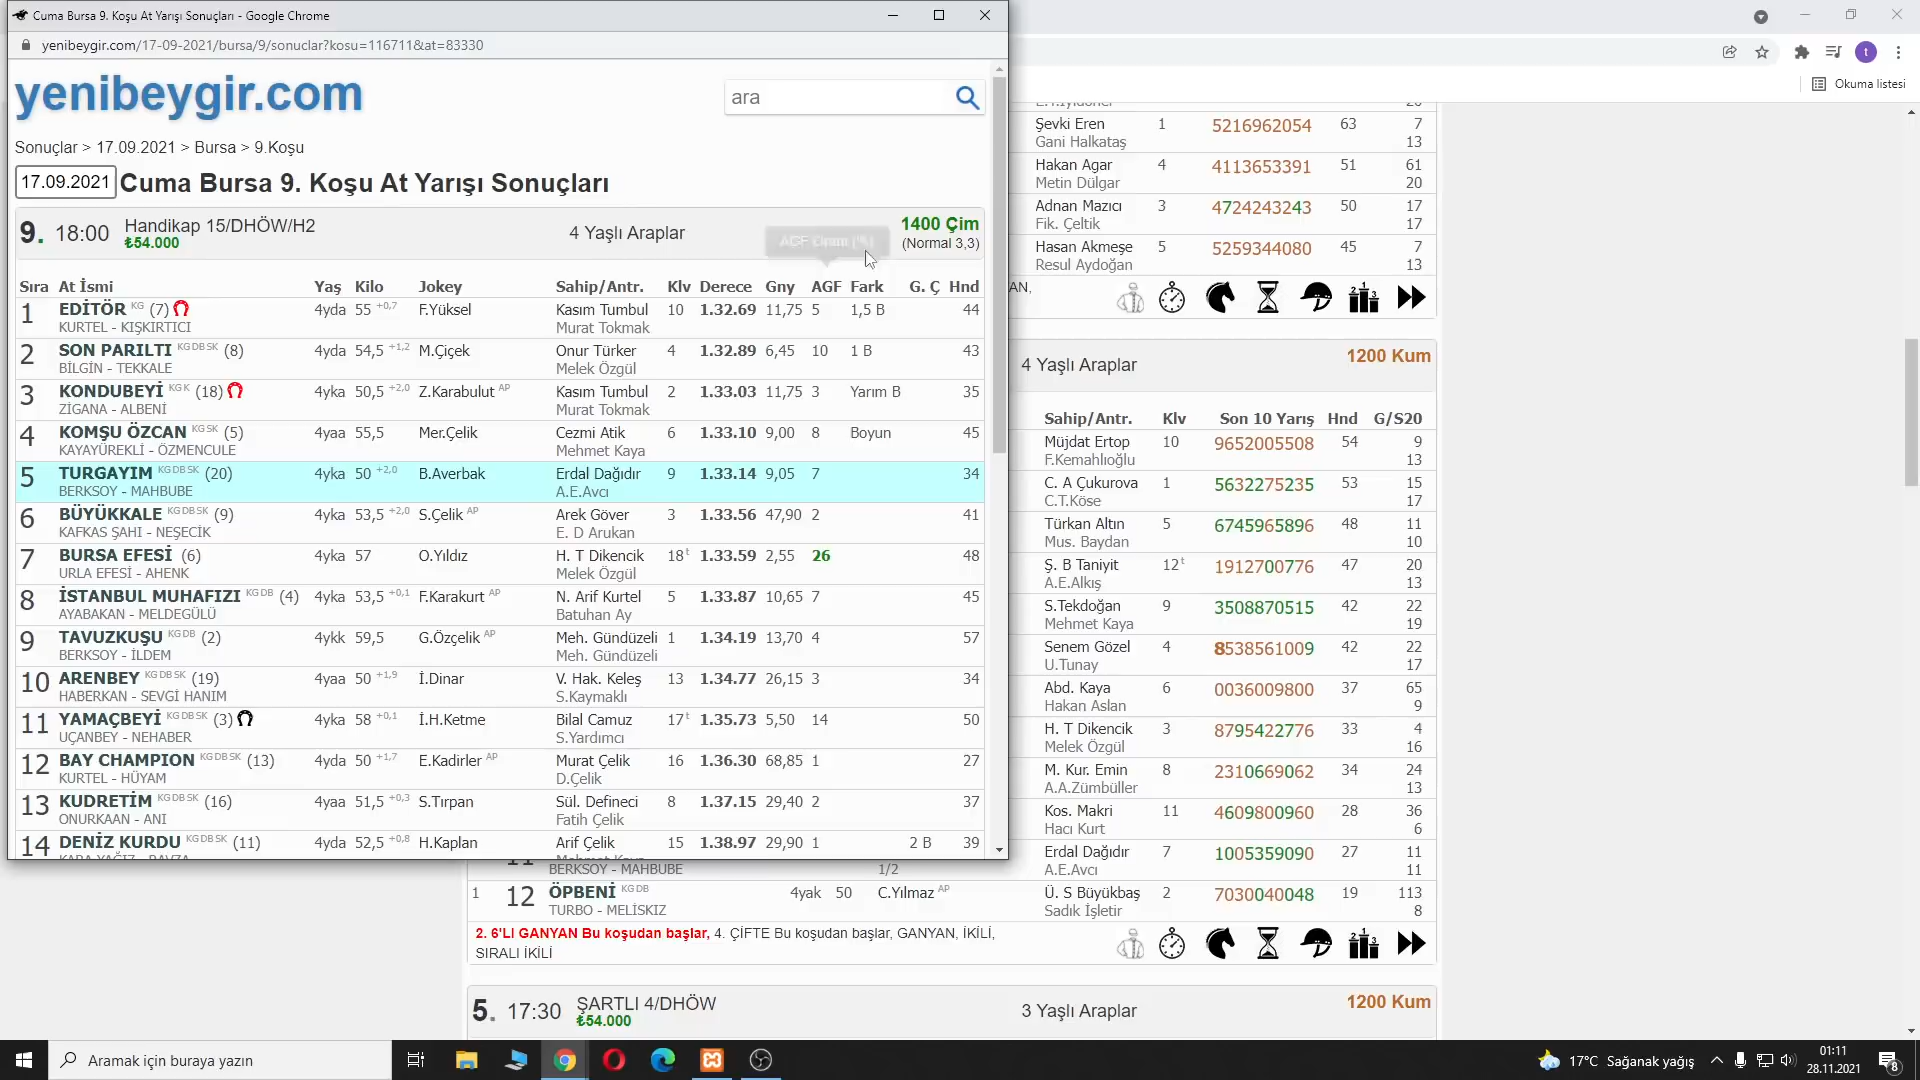 Cuma Bursa 9. Koşu At Yarışı Sonuçları - Google Chrome
yenibeygir.com/17-09-2021/bursa/9/sonuclar?kosu=116711&at=83330
yenibeygir.com
ara
Sonuçlar > 17.09.2021 > Bursa > 9.Koşu
17.09.2021 Cuma Bursa 9. Koşu At Yarışı Sonuçları
9. 18:00 Handikap 15/DHÖW/H2 4 Yaşlı Araplar 1400 Çim
₺54.000 (Normal 3,3)
Sıra At İsmi Yaş Kilo Jokey Sahip/Antr. Klv Derece Gny AGF Fark G. Ç Hnd
1 EDİTÖR KG (7) 4yda 55 +0,7 F.Yüksel Kasım Tumbul 10 1.32.69 11,75 5 1,5 B 44
KURTEL - KIŞKIRTICI Murat Tokmak
2 SON PARILTI KG DB SK (8) 4yda 54,5 +1,2 M.Çiçek Onur Türker 4 1.32.89 6,45 10 1 B 43
BİLGİN - TEKKALE Melek Özgül
3 KONDUBEYİ KG K (18) 4yka 50,5 +2,0 Z.Karabulut AP Kasım Tumbul 2 1.33.03 11,75 3 Yarım B 35
ZİGANA - ALBENİ Murat Tokmak
4 KOMŞU ÖZCAN KG SK (5) 4yaa 55,5 Mer.Çelik Cezmi Atik 6 1.33.10 9,00 8 Boyun 45
KAYAYÜREKLİ - ÖZMENCULE Mehmet Kaya
5 TURGAYIM KG DB SK (20) 4yka 50 +2,0 B.Averbak Erdal Dağıdır 9 1.33.14 9,05 7 34
BERKSOY - MAHBUBE A.E.Avcı
6 BÜYÜKKALE KG DB SK (9) 4yka 53,5 +2,0 S.Çelik AP Arek Göver 3 1.33.56 47,90 2 41
KAFKAS ŞAHI - NEŞECİK E. D Arukan
7 BURSA EFESİ (6) 4yka 57 O.Yıldız H. T Dikencik 18 t 1.33.59 2,55 26 48
URLA EFESİ - AHENK Melek Özgül
8 İSTANBUL MUHAFIZI KG DB (4) 4yka 53,5 +0,1 F.Karakurt AP N. Arif Kurtel 5 1.33.87 10,65 7 45
AYABAKAN - MELDEGÜLÜ Batuhan Ay
9 TAVUZKUŞU KG DB (2) 4ykk 59,5 G.Özçelik AP Meh. Gündüzeli 1 1.34.19 13,70 4 57
BERKSOY - İLDEM Meh. Gündüzeli
10 ARENBEY KG DB SK (19) 4yaa 50 +1,9 İ.Dinar V. Hak. Keleş 13 1.34.77 26,15 3 34
HABERKAN - SEVGİ HANIM S.Kaymaklı
11 YAMAÇBEYİ KG DB SK (3) 4yka 58 +0,1 İ.H.Ketme Bilal Camuz 17 t 1.35.73 5,50 14 50
UÇANBEY - NEHABER S.Yardımcı
12 BAY CHAMPION KG DB SK (13) 4yda 50 +1,7 E.Kadirler AP Murat Çelik 16 1.36.30 68,85 1 27
KURTEL - HÜYAM D.Çelik
13 KUDRETİM KG DB SK (16) 4yaa 51,5 +0,3 S.Tırpan Sül. Defineci 8 1.37.15 29,40 2 37
ONURKAAN - ANI Fatih Çelik
14 DENİZ KURDU KG DB SK (11) 4yda 52,5 +0,8 H.Kaplan Arif Çelik 15 1.38.97 29,90 1 2 B 39
t
Okuma listesi
Şevki Eren 1 5216962054 63 7
Gani Halkataş 13
Hakan Agar 4 4113653391 51 61
Metin Dülgar 20
Adnan Mazıcı 3 4724243243 50 17
Fik. Çeltik 17
Hasan Akmeşe 5 5259344080 45 7
Resul Aydoğan 13
AN,
4 Yaşlı Araplar 1200 Kum
Sahip/Antr. Klv Son 10 Yarış Hnd G/S20
Müjdat Ertop 10 9652005508 54 9
F.Kemahlıoğlu 13
C. A Çukurova 1 5632275235 53 15
C.T.Köse 17
Türkan Altın 5 6745965896 48 11
Mus. Baydan 10
Ş. B Taniyit 12 t 1912700776 47 20
A.E.Alkış 13
S.Tekdoğan 9 3508870515 42 22
Mehmet Kaya 19
Senem Gözel 4 8538561009 42 22
U.Tunay 17
Abd. Kaya 6 0036009800 37 65
Hakan Aslan 9
H. T Dikencik 3 8795422776 33 4
Melek Özgül 16
M. Kur. Emin 8 2310669062 34 24
A.A.Zümbüller 13
Kos. Makri 11 4609800960 28 36
Hacı Kurt 6
Erdal Dağıdır 7 1005359090 27 11
BERKSOY - MAHBUBE 1/2 A.E.Avcı 11
1 12 ÖPBENİ KG DB 4yak 50 C.Yılmaz AP Ü. S Büyükbaş 2 7030040048 19 113
TURBO - MELİSKIZ Sadık İşletir 8
2. 6'LI GANYAN Bu koşudan başlar, 4. ÇİFTE Bu koşudan başlar, GANYAN, İKİLİ,
SIRALI İKİLİ
5. 17:30 ŞARTLI 4/DHÖW 3 Yaşlı Araplar 1200 Kum
₺54.000
Aramak için buraya yazın
17°C Sağanak yağış
01:11
28.11.2021
8